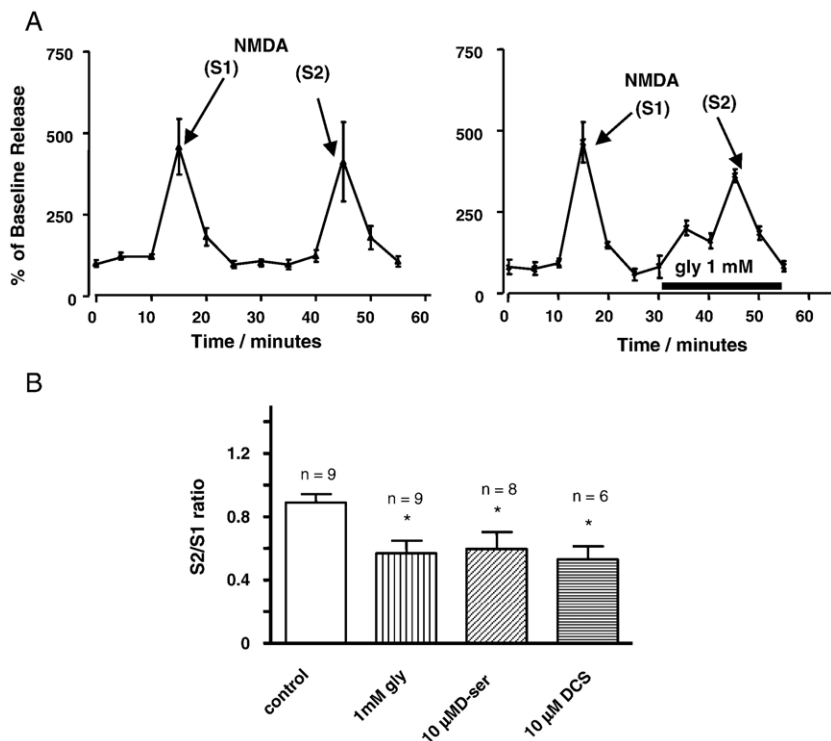 A
NMDA
(S1)
(S2)
750
500
250
0
% of Baseline Release
0 10 20 30 40 50 60
Time / minutes
NMDA
(S1)
(S2)
750
500
250
0
gly 1 mM
0 10 20 30 40 50 60
Time / minutes
B
S2/S1 ratio
1.2
0.8
0.4
0
n = 9
n = 9
n = 8
n = 6
* * *
control
1mM gly
10 µMD-ser
10 µM DCS